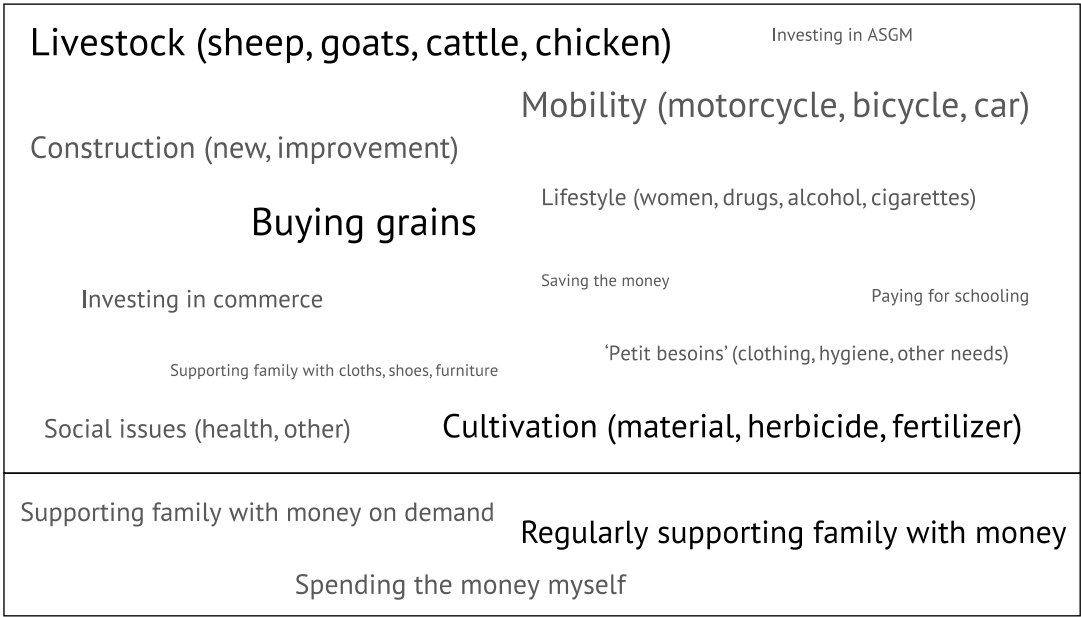 Livestock (sheep, goats, cattle, chicken)
Investing in ASGM
Mobility (motorcycle, bicycle, car)
Construction (new, improvement)
Lifestyle (women, drugs, alcohol, cigarettes)
Buying grains
Saving the money
Investing in commerce
Paying for schooling
‘Petit besoins’ (clothing, hygiene, other needs)
Supporting family with cloths, shoes, furniture
Social issues (health, other)
Cultivation (material, herbicide, fertilizer)
Supporting family with money on demand
Regularly supporting family with money
Spending the money myself